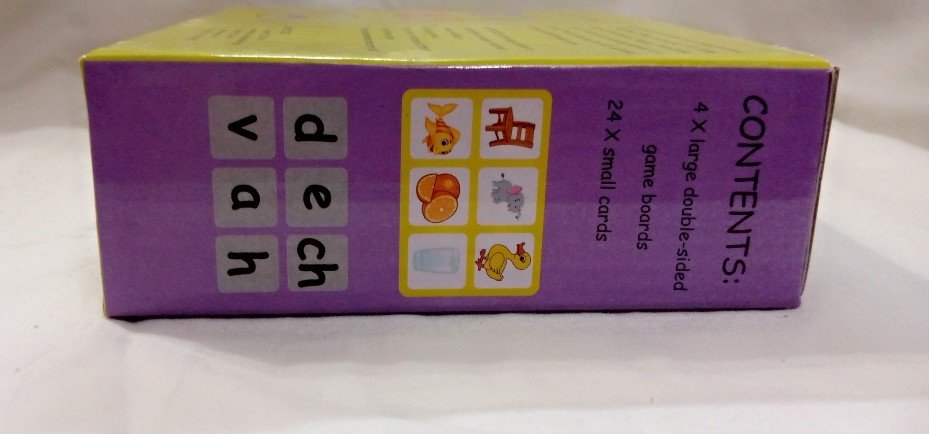 CONTENTS:
4 X large double-sided
game boards
24 X small cards
d e ch
v a h